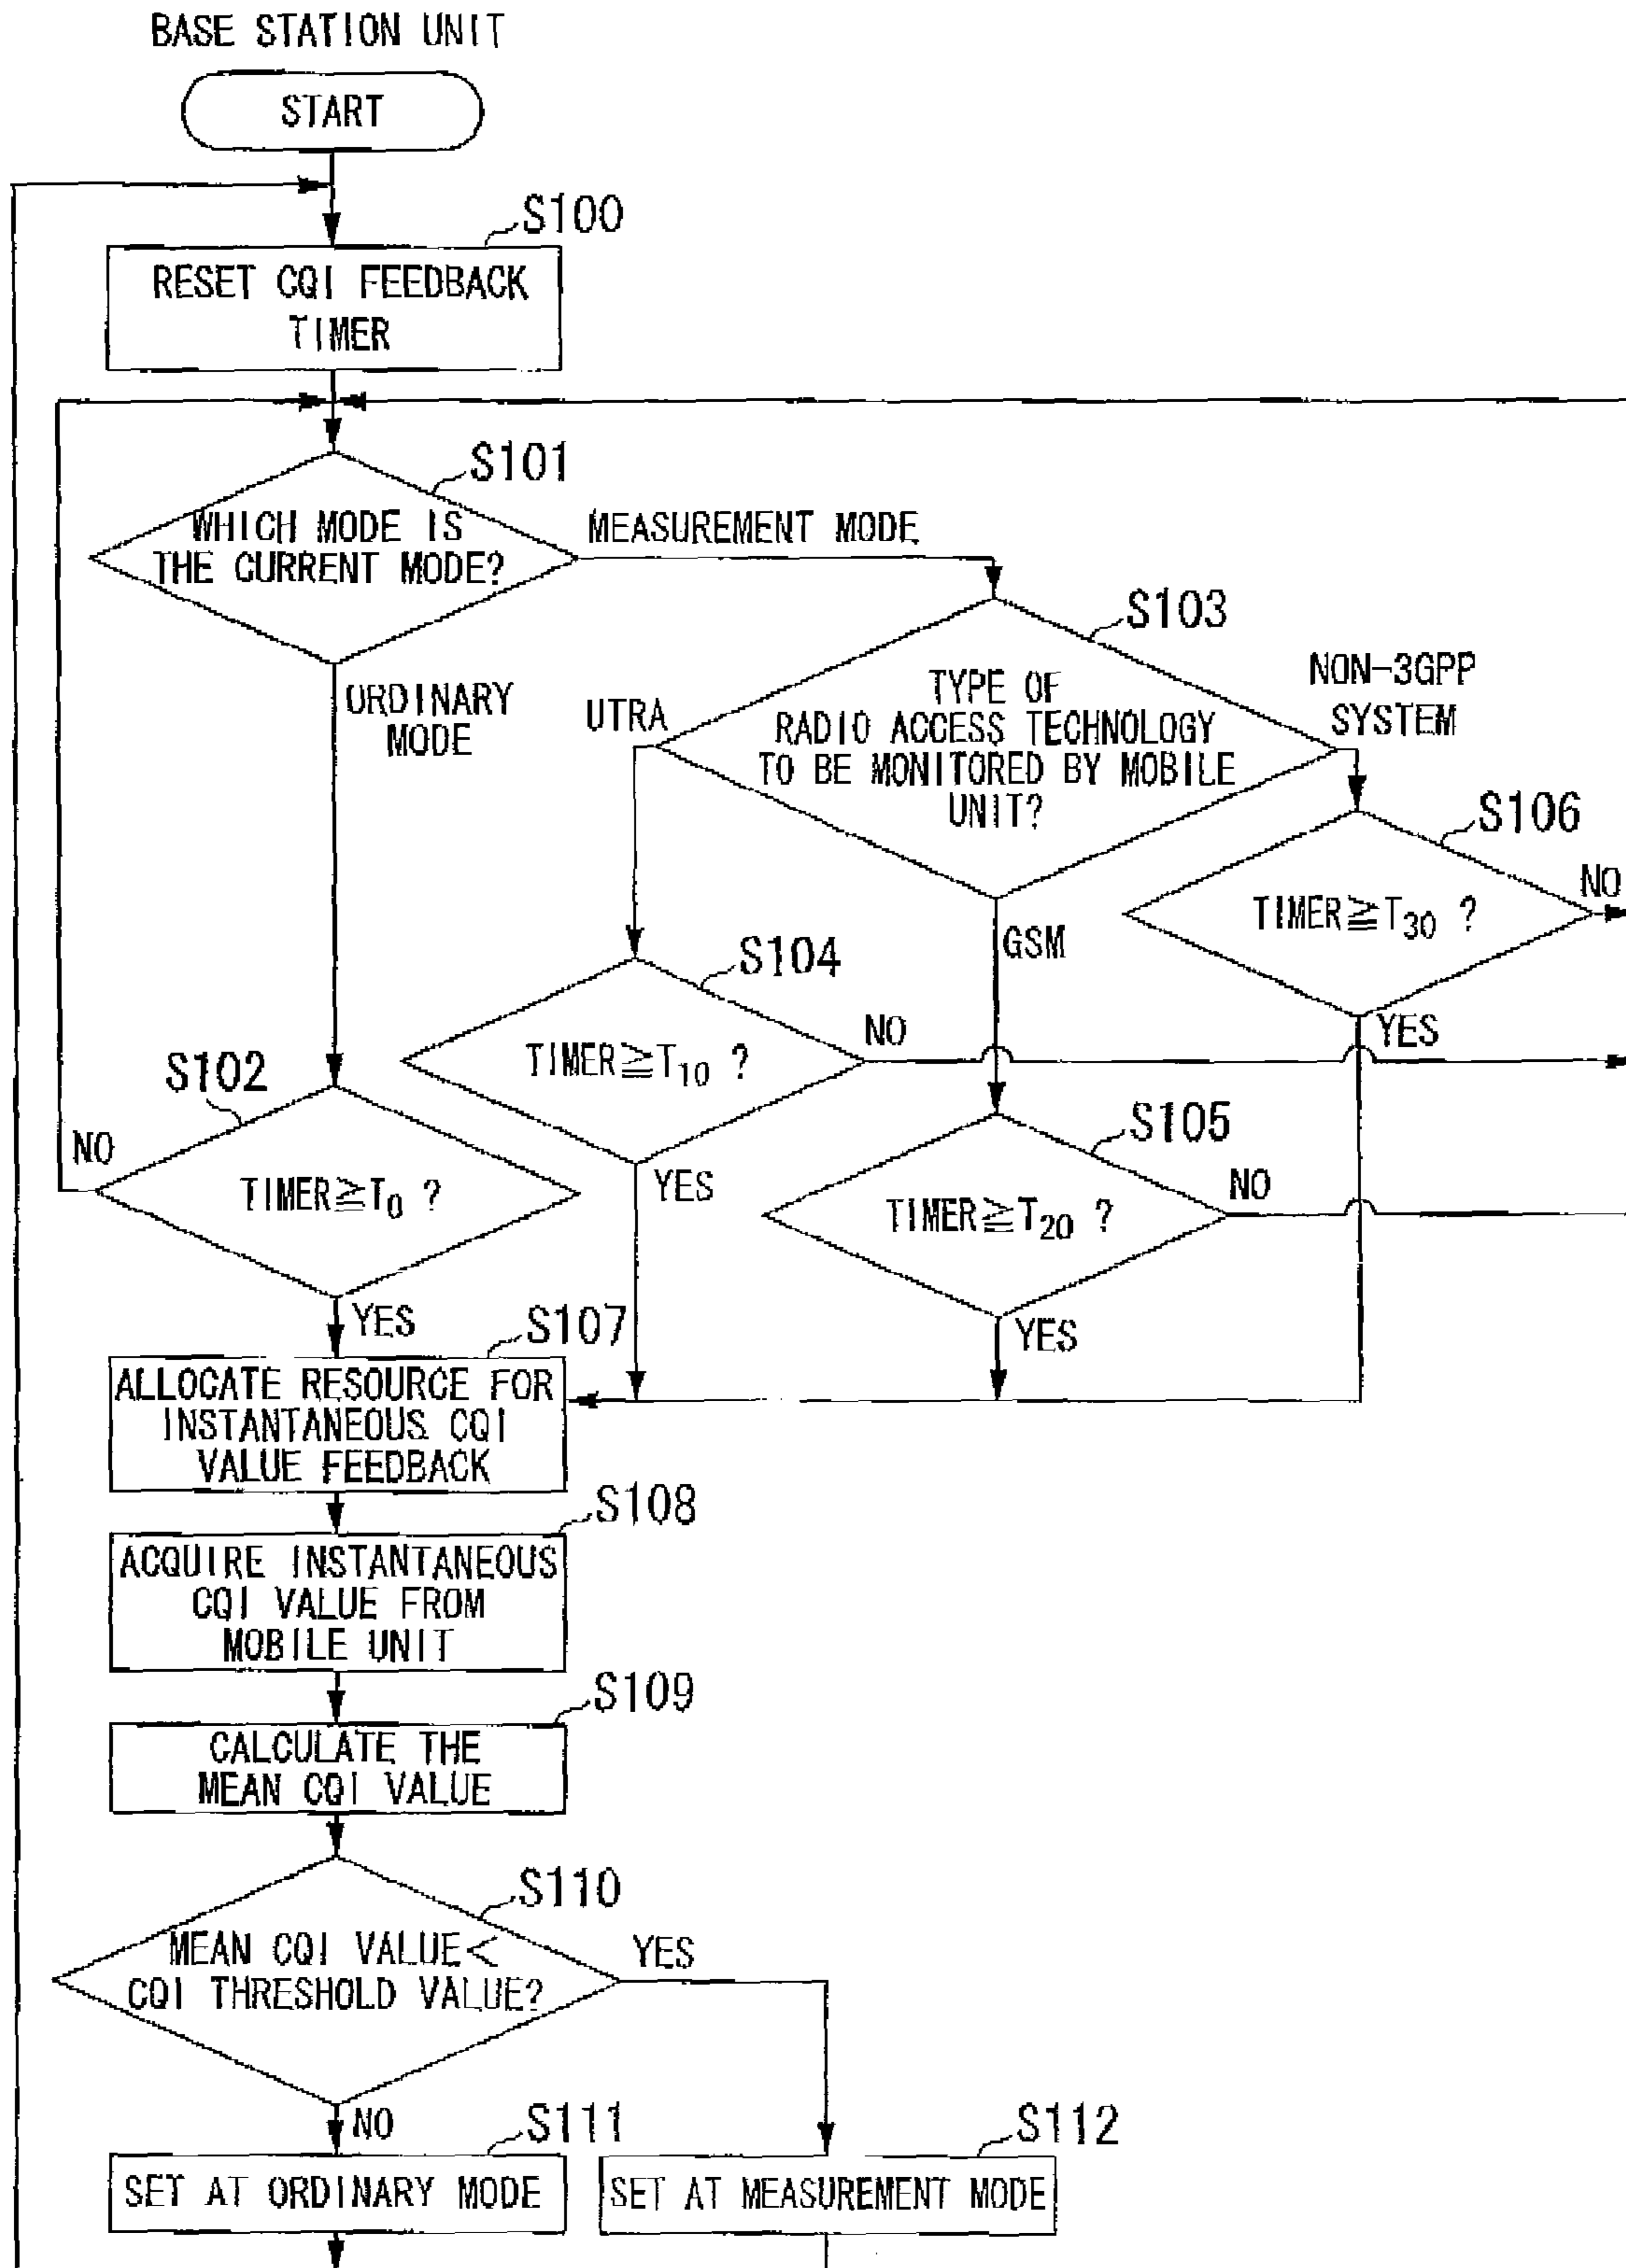 BASE STATION UNIT
START
S100
RESET CQI FEEDBACK
TIMER
S101
WHICH MODE IS
THE CURRENT MODE?
MEASUREMENT MODE
ORDINARY
MODE
S103
TYPE OF
RADIO ACCESS TECHNOLOGY
TO BE MONITORED BY MOBILE
UNIT?
UTRA
NON-3GPP
SYSTEM
GSM
S106
TIMER≧T30 ?
NO
YES
S104
TIMER≧T10 ?
NO
YES
S102
TIMER≧T0 ?
NO
YES
S105
TIMER≧T20 ?
NO
YES
S107
ALLOCATE RESOURCE FOR
INSTANTANEOUS CQI
VALUE FEEDBACK
S108
ACQUIRE INSTANTANEOUS
CQI VALUE FROM
MOBILE UNIT
S109
CALCULATE THE
MEAN CQI VALUE
S110
MEAN CQI VALUE<
CQI THRESHOLD VALUE?
YES
NO
S111
SET AT ORDINARY MODE
S112
SET AT MEASUREMENT MODE